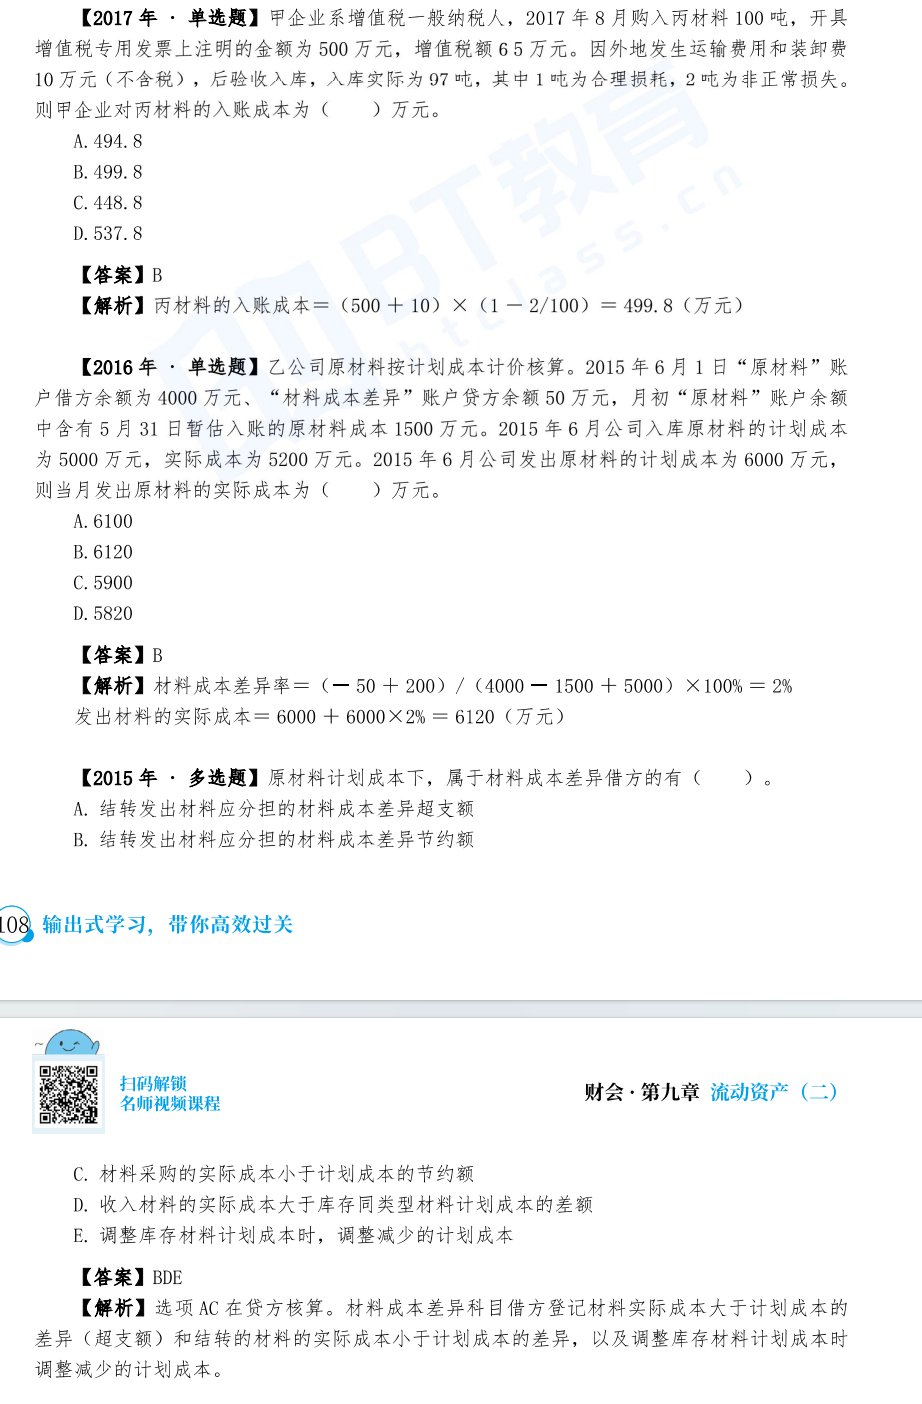 【2017 年 · 单选题】甲企业系增值税一般纳税人，2017 年 8 月购入丙材料 100 吨，开具
增值税专用发票上注明的金额为 500 万元，增值税额 6 5 万元。因外地发生运输费用和装卸费
10 万元（不含税），后验收入库，入库实际为 97 吨，其中 1 吨为合理损耗，2 吨为非正常损失。
则甲企业对丙材料的入账成本为（　　）万元。
A. 494.8
B. 499.8
C. 448.8
D. 537.8
【答案】B
【解析】丙材料的入账成本＝（500 ＋ 10）×（1 － 2/100）＝ 499.8（万元）
【2016 年 · 单选题】乙公司原材料按计划成本计价核算。2015 年 6 月 1 日“原材料”账
户借方余额为 4000 万元、“材料成本差异”账户贷方余额 50 万元，月初“原材料”账户余额
中含有 5 月 31 日暂估入账的原材料成本 1500 万元。2015 年 6 月公司入库原材料的计划成本
为 5000 万元，实际成本为 5200 万元。2015 年 6 月公司发出原材料的计划成本为 6000 万元，
则当月发出原材料的实际成本为（　　）万元。
A. 6100
B. 6120
C. 5900
D. 5820
【答案】B
【解析】材料成本差异率＝（－ 50 ＋ 200）/（4000 － 1500 ＋ 5000）×100% ＝ 2%
发出材料的实际成本＝ 6000 ＋ 6000×2% ＝ 6120（万元）
【2015 年 · 多选题】原材料计划成本下，属于材料成本差异借方的有（　　）。
A. 结转发出材料应分担的材料成本差异超支额
B. 结转发出材料应分担的材料成本差异节约额
108 输出式学习，带你高效过关
扫码解锁
名师视频课程
财会 · 第九章 流动资产（二）
C. 材料采购的实际成本小于计划成本的节约额
D. 收入材料的实际成本大于库存同类型材料计划成本的差额
E. 调整库存材料计划成本时，调整减少的计划成本
【答案】BDE
【解析】选项 AC 在贷方核算。材料成本差异科目借方登记材料实际成本大于计划成本的
差异（超支额）和结转的材料的实际成本小于计划成本的差异，以及调整库存材料计划成本时
调整减少的计划成本。
BT教育
btclass.cn